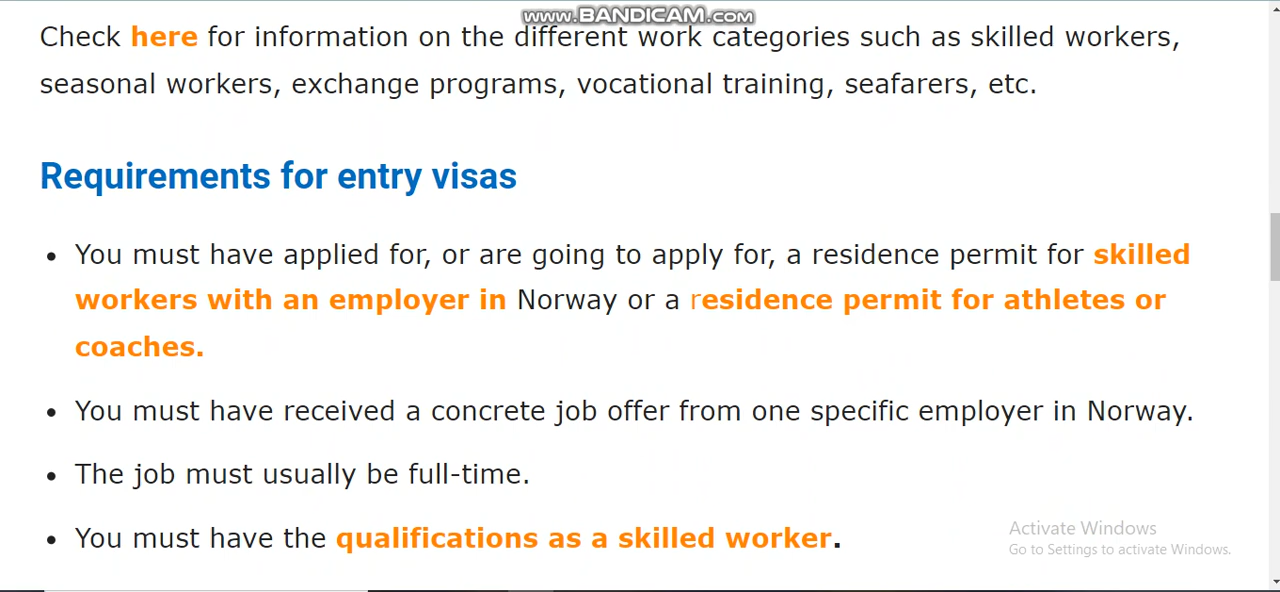 www.BANDICAM.com
Check here for information on the different work categories such as skilled workers,
seasonal workers, exchange programs, vocational training, seafarers, etc.
Requirements for entry visas
• You must have applied for, or are going to apply for, a residence permit for skilled
workers with an employer in Norway or a residence permit for athletes or
coaches.
• You must have received a concrete job offer from one specific employer in Norway.
• The job must usually be full-time.
• You must have the qualifications as a skilled worker.
Activate Windows
Go to Settings to activate Windows.